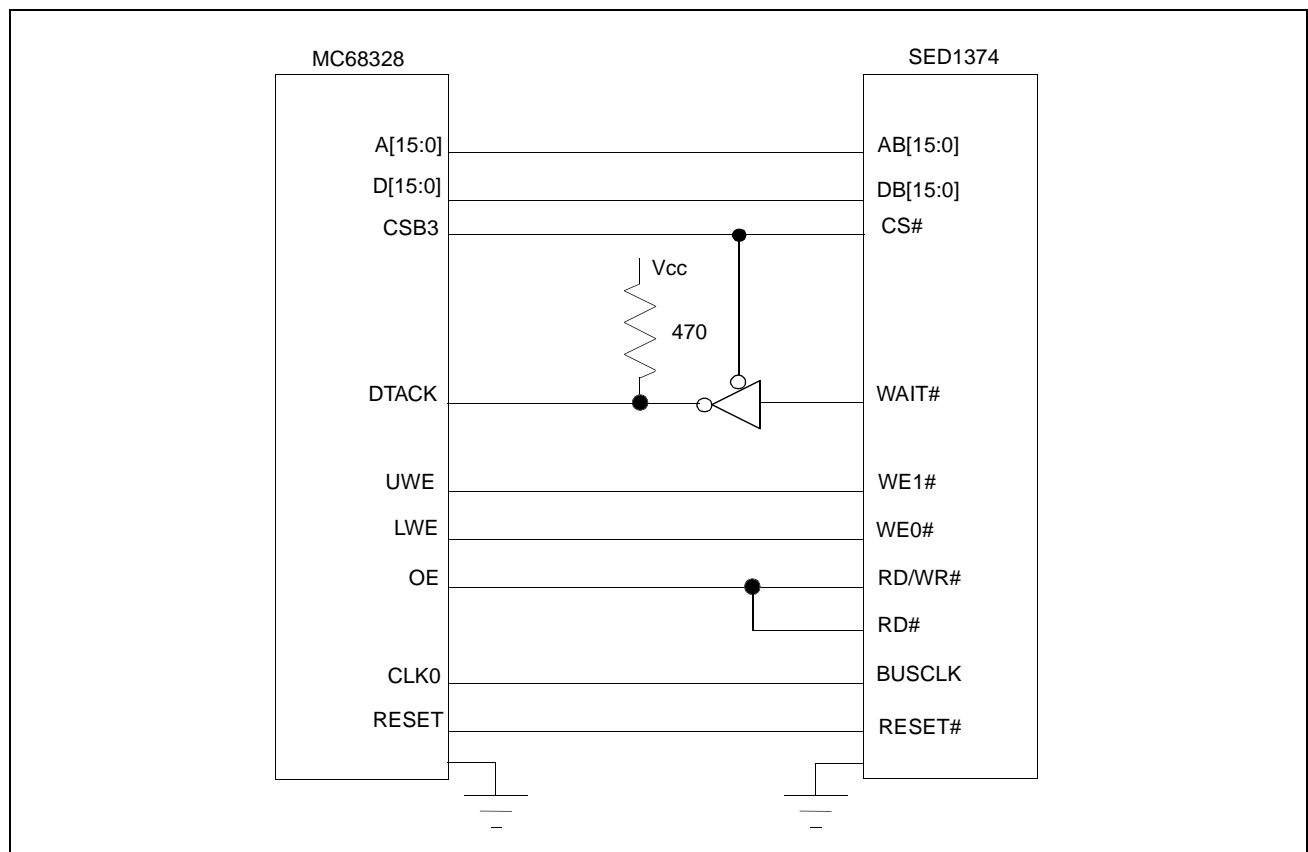 MC68328 SED1374
A[15:0] AB[15:0]
D[15:0] DB[15:0]
CSB3 CS#
Vcc
470
DTACK WAIT#
UWE WE1#
LWE WE0#
OE RD/WR#
RD#
CLK0 BUSCLK
RESET RESET#